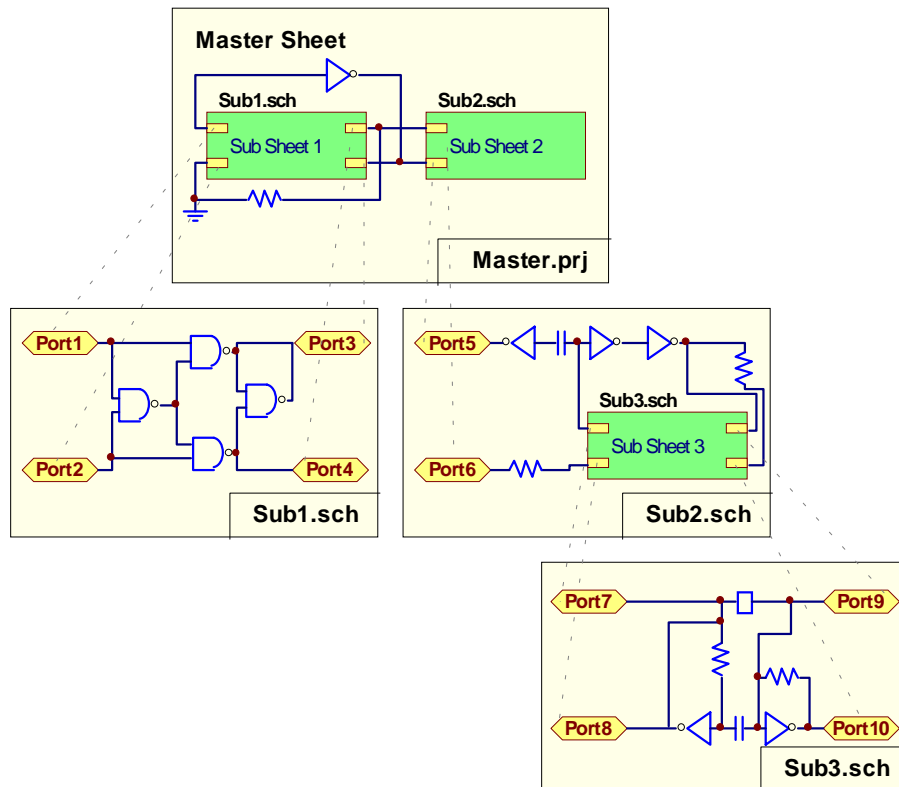 Master Sheet
Sub1.sch
Sub2.sch
Sub Sheet 1
Sub Sheet 2
Master.prj
Port1
Port3
Port2
Port4
Sub1.sch
Port5
Sub3.sch
Sub Sheet 3
Port6
Sub2.sch
Port7
Port9
Port8
Port10
Sub3.sch